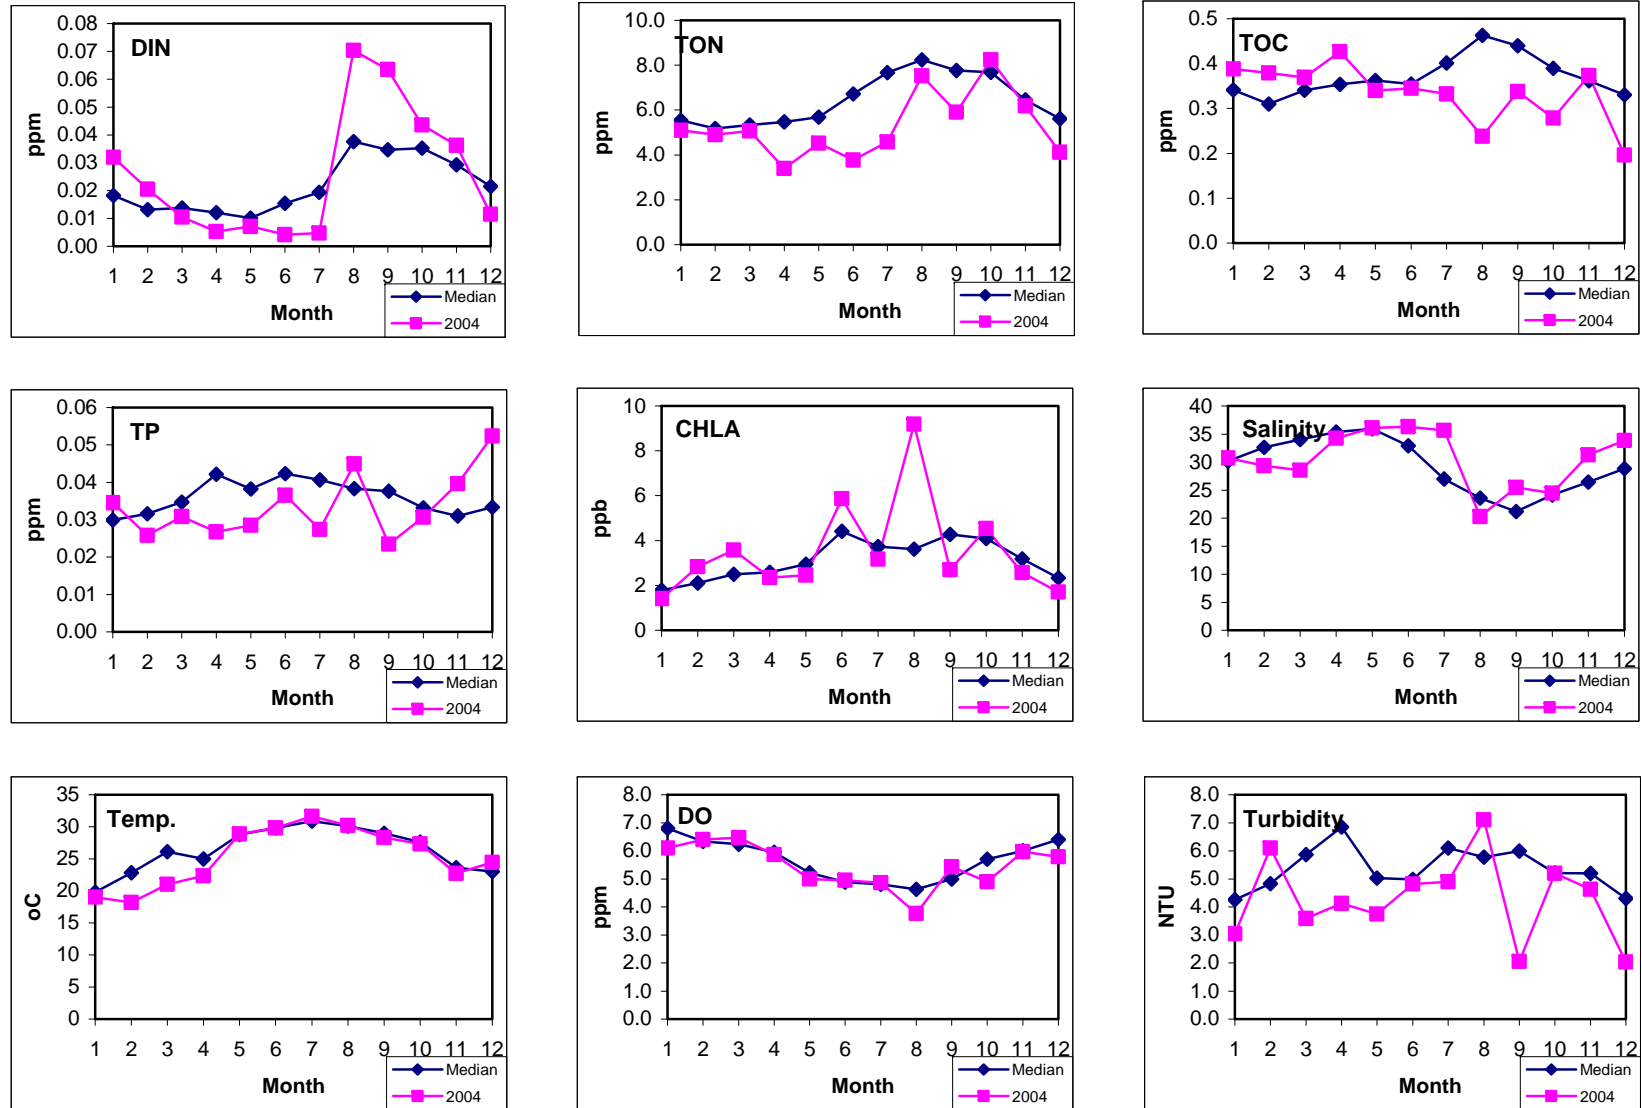 DIN
0.08
0.07
0.06
0.05
0.04
0.03
0.02
0.01
0.00
ppm
1 2 3 4 5 6 7 8 9 10 11 12
Month
Median
2004
TON
10.0
8.0
6.0
4.0
2.0
0.0
ppm
1 2 3 4 5 6 7 8 9 10 11 12
Month
Median
2004
TOC
0.5
0.4
0.3
0.2
0.1
0.0
ppm
1 2 3 4 5 6 7 8 9 10 11 12
Month
Median
2004
TP
0.06
0.05
0.04
0.03
0.02
0.01
0.00
ppm
1 2 3 4 5 6 7 8 9 10 11 12
Month
Median
2004
CHLA
10
8
6
4
2
0
ppb
1 2 3 4 5 6 7 8 9 10 11 12
Month
Median
2004
Salinity
40
35
30
25
20
15
10
5
0
1 2 3 4 5 6 7 8 9 10 11 12
Month
Median
2004
Temp.
35
30
25
20
15
10
5
0
oC
1 2 3 4 5 6 7 8 9 10 11 12
Month
Median
2004
DO
8.0
7.0
6.0
5.0
4.0
3.0
2.0
1.0
0.0
ppm
1 2 3 4 5 6 7 8 9 10 11 12
Month
Median
2004
Turbidity
8.0
7.0
6.0
5.0
4.0
3.0
2.0
1.0
0.0
NTU
1 2 3 4 5 6 7 8 9 10 11 12
Month
Median
2004